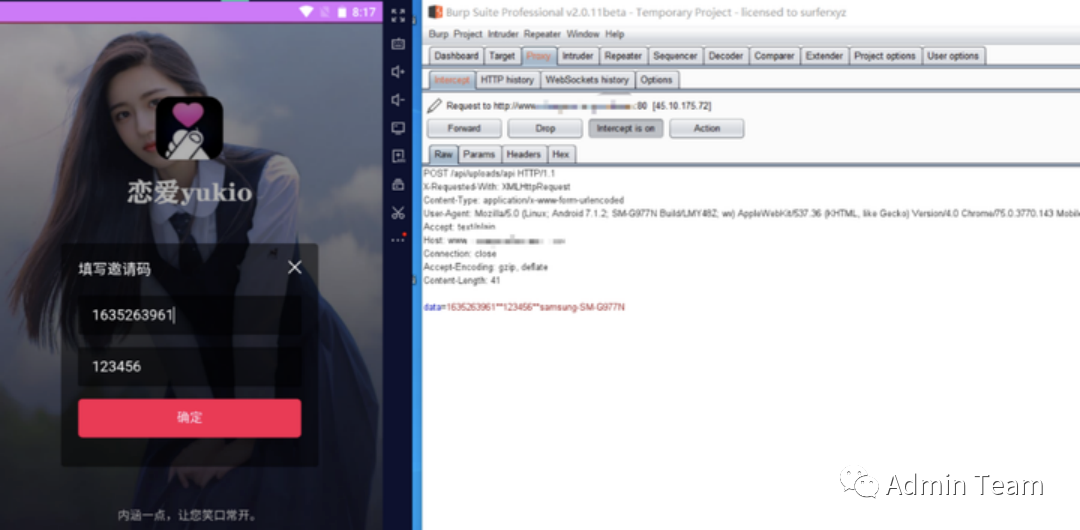 8:17
恋爱yukio
填写邀请码
1635263961
123456
确定
内涵一点，让您笑口常开。
Burp Suite Professional v2.0.11beta - Temporary Project - licensed to surferxyz
Burp Project Intruder Repeater Window Help
Dashboard Target Proxy Intruder Repeater Sequencer Decoder Comparer Extender Project options User options
Intercept HTTP history WebSockets history Options
Request to http://www. :80 [45.10.175.72]
Forward Drop Intercept is on Action
Raw Params Headers Hex
POST /api/uploads/api HTTP/1.1
X-Requested-With: XMLHttpRequest
Content-Type: application/x-www-form-urlencoded
User-Agent: Mozilla/5.0 (Linux; Android 7.1.2; SM-G977N Build/LMY48Z; wv) AppleWebKit/537.36 (KHTML, like Gecko) Version/4.0 Chrome/75.0.3770.143 Mobil
Accept: text/plain
Host: www.
Connection: close
Accept-Encoding: gzip, deflate
Content-Length: 41
data=1635263961**123456**samsung-SM-G977N
Admin Team